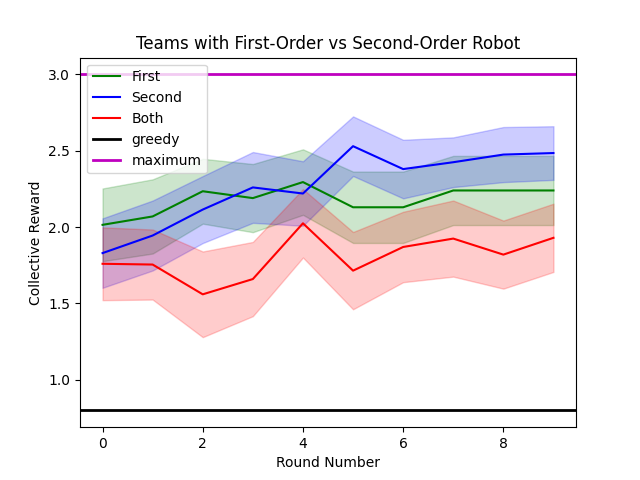 Teams with First-Order vs Second-Order Robot
3.0
2.5
2.0
1.5
1.0
Collective Reward
First
Second
Both
greedy
maximum
0
2
4
6
8
Round Number